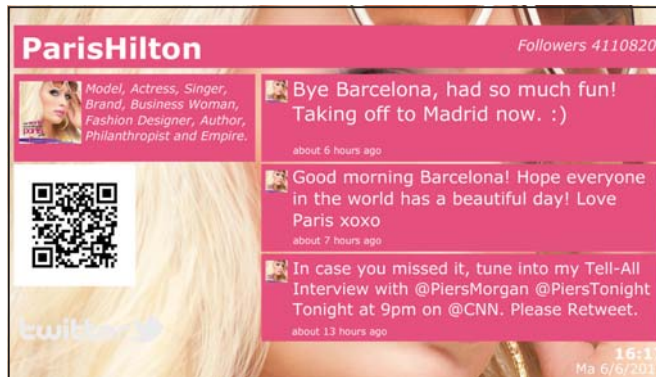 ParisHilton
Followers 4110820
Model, Actress, Singer,
Brand, Business Woman,
Fashion Designer, Author,
Philanthropist and Empire.
Bye Barcelona, had so much fun!
Taking off to Madrid now. :)
about 6 hours ago
Good morning Barcelona! Hope everyone
in the world has a beautiful day! Love
Paris xoxo
about 7 hours ago
In case you missed it, tune into my Tell-All
Interview with @PiersMorgan @PiersTonight
Tonight at 9pm on @CNN. Please Retweet.
about 13 hours ago
twitter
Ma